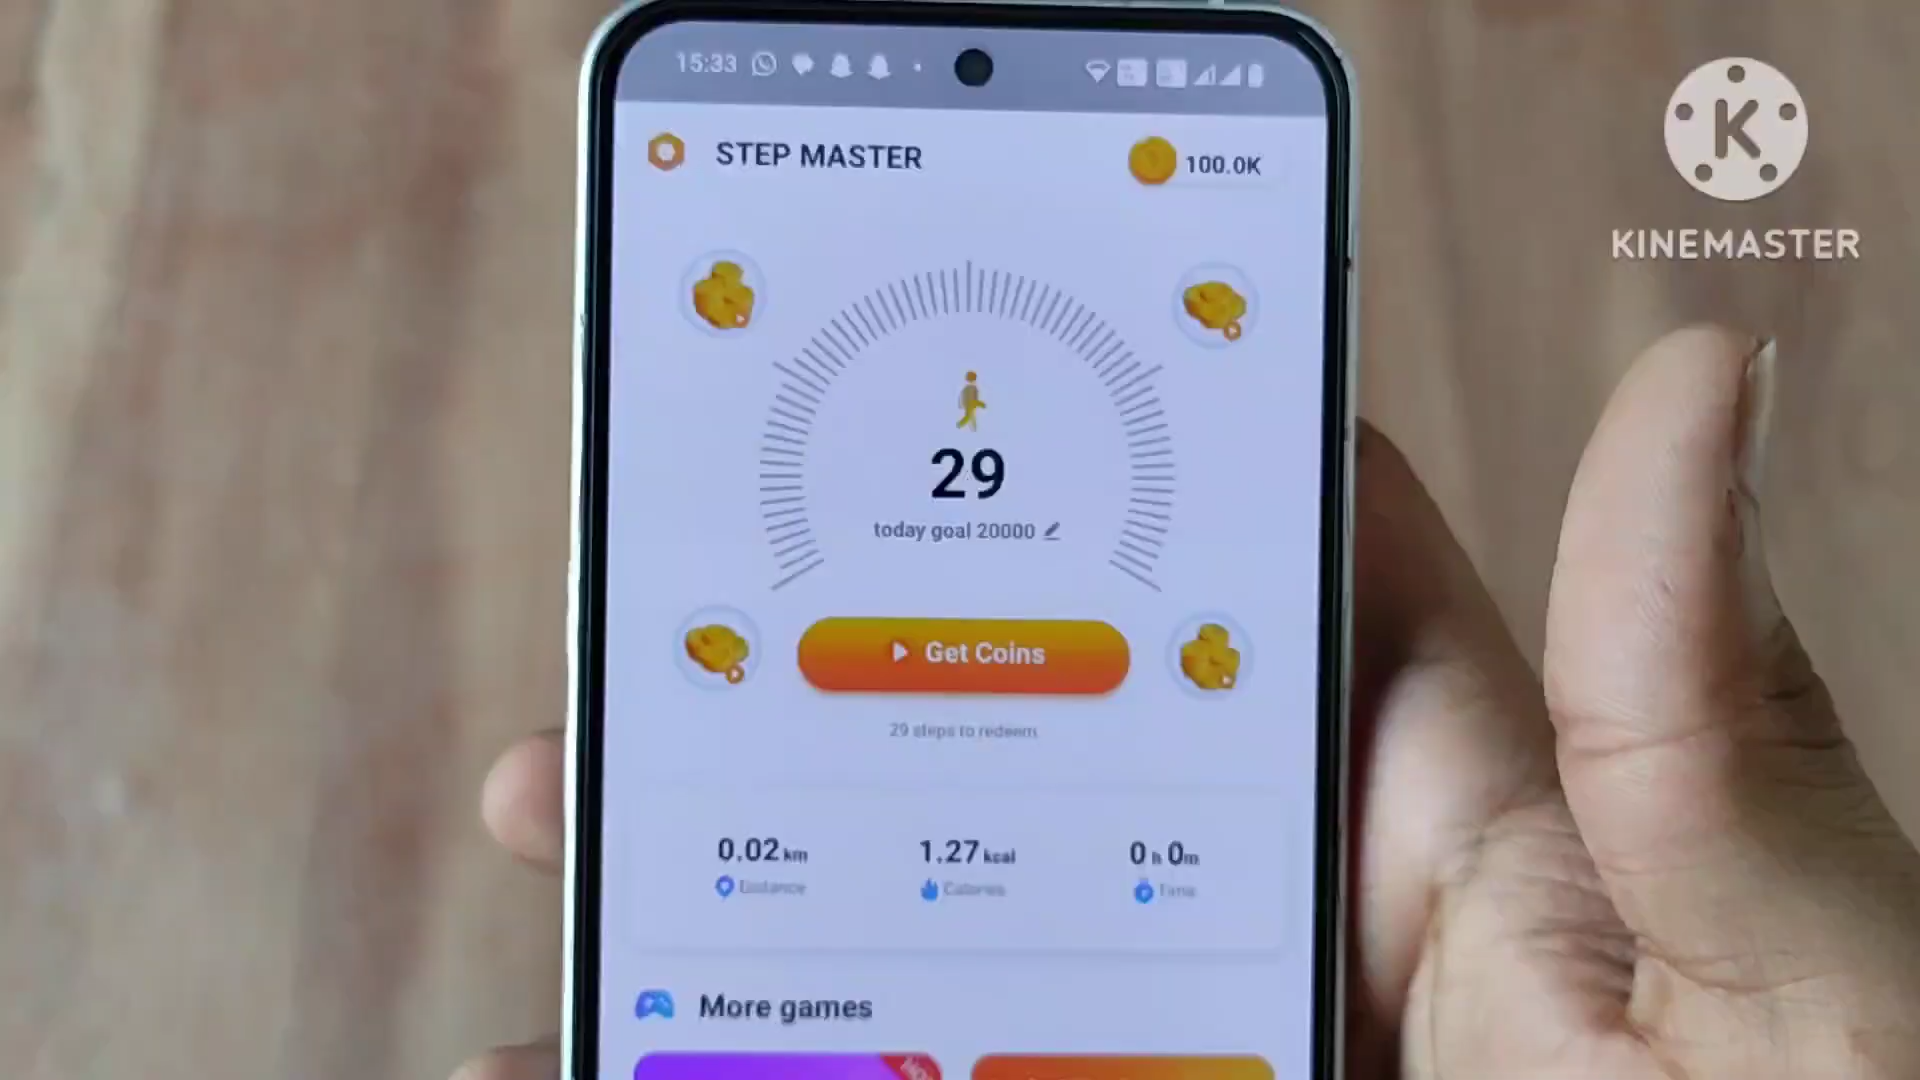 15:33
STEP MASTER
100.0K
K
KINEMASTER
29
today goal 20000
Get Coins
29 steps to redeem
0.02 km
1.27 kcal
0 h 0m
Distance
Calories
Time
More games